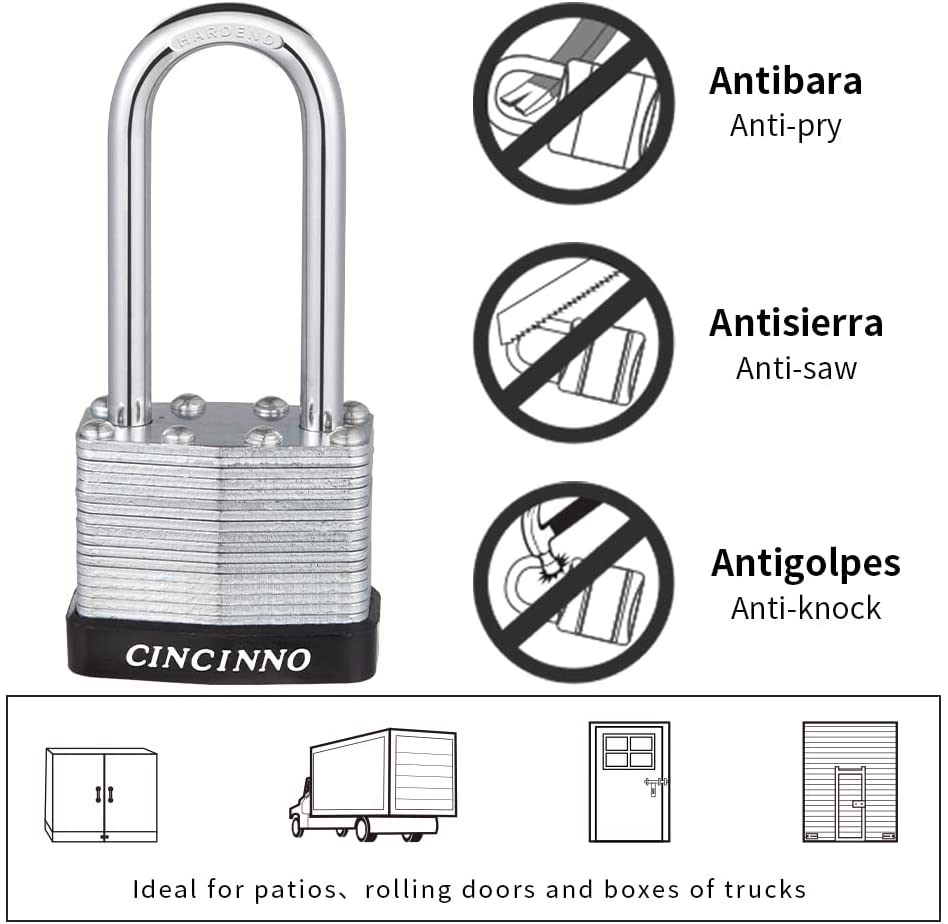 HARDEND
Antibara
Anti-pry
Antisierra
Anti-saw
Antigolpes
Anti-knock
CINCINNO
Ideal for patios、rolling doors and boxes of trucks